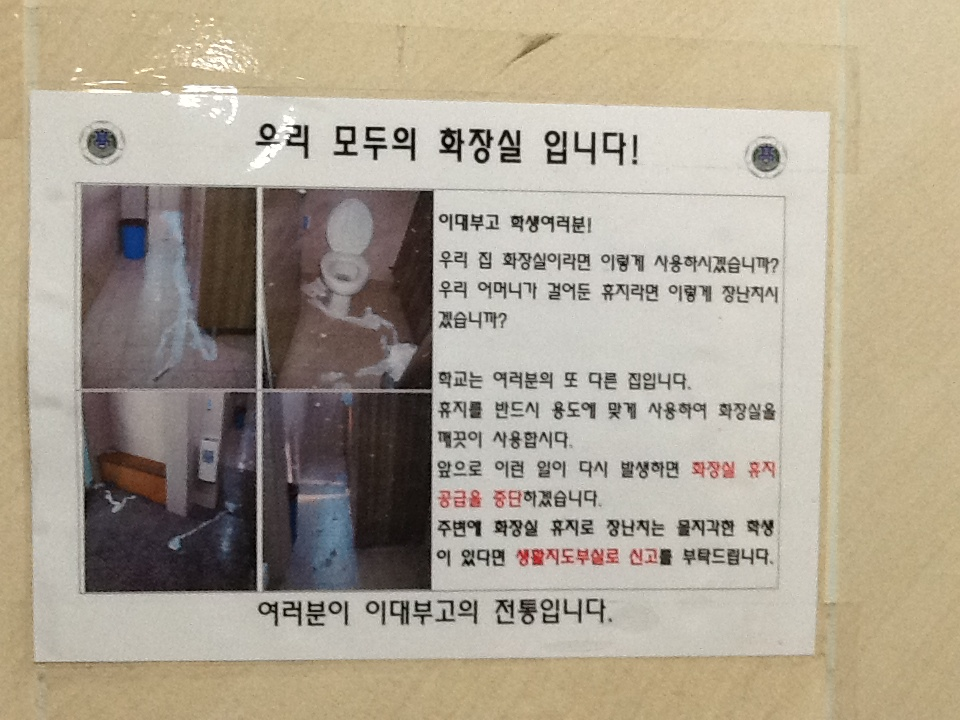 우리 모두의 화장실 입니다!
이대부고 학생여러분!
우리 집 화장실이라면 이렇게 사용하시겠습니까?
우리 어머니가 걸어둔 휴지라면 이렇게 장난치시
겠습니까?
학교는 여러분의 또 다른 집입니다.
휴지를 반드시 용도에 맞게 사용하여 화장실을
깨끗이 사용합시다.
앞으로 이런 일이 다시 발생하면 화장실 휴지
공급을 중단하겠습니다.
주변에 화장실 휴지로 장난치는 몰지각한 학생
이 있다면 생활지도부실로 신고를 부탁드립니다.
여러분이 이대부고의 전통입니다.